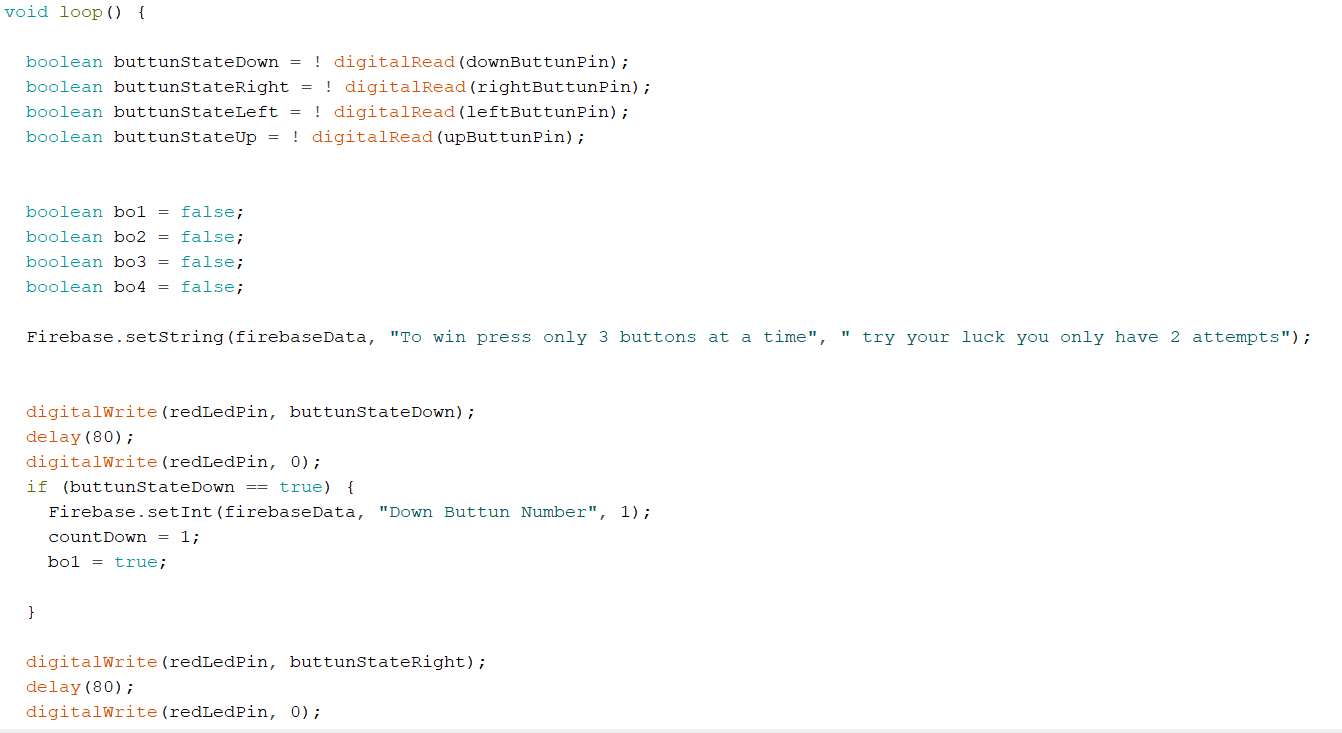 void loop() {
boolean buttunStateDown = ! digitalRead(downButtunPin);
boolean buttunStateRight = ! digitalRead(rightButtunPin);
boolean buttunStateLeft = ! digitalRead(leftButtunPin);
boolean buttunStateUp = ! digitalRead(upButtunPin);
boolean bo1 = false;
boolean bo2 = false;
boolean bo3 = false;
boolean bo4 = false;
Firebase.setString(firebaseData, "To win press only 3 buttons at a time", " try your luck you only have 2 attempts");
digitalWrite(redLedPin, buttunStateDown);
delay(80);
digitalWrite(redLedPin, 0);
if (buttunStateDown == true) {
Firebase.setInt(firebaseData, "Down Buttun Number", 1);
countDown = 1;
bo1 = true;
}
digitalWrite(redLedPin, buttunStateRight);
delay(80);
digitalWrite(redLedPin, 0);